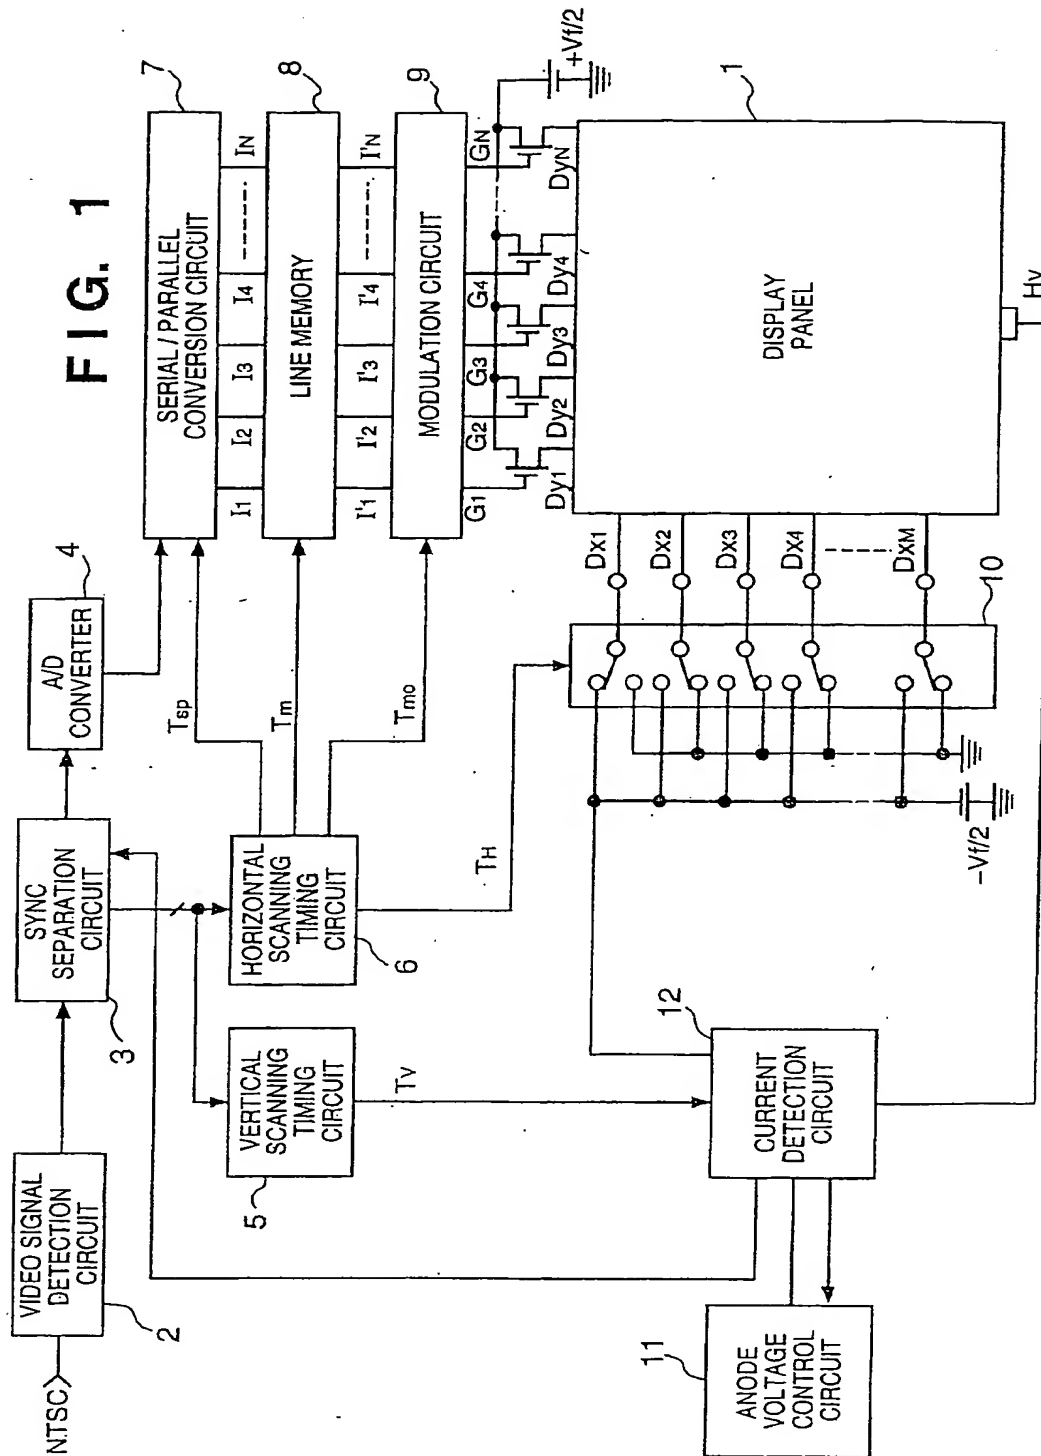 FIG. 1
NTSC
VIDEO SIGNAL
DETECTION
CIRCUIT
2
SYNC
SEPARATION
CIRCUIT
3
A/D
CONVERTER
4
VERTICAL
SCANNING
TIMING
CIRCUIT
5
HORIZONTAL
SCANNING
TIMING
CIRCUIT
6
Tsp
Tm
Tmo
TH
TV
SERIAL / PARALLEL
CONVERSION CIRCUIT
7
I1 I2 I3 I4 IN
LINE MEMORY
8
I'1 I'2 I'3 I'4 I'N
MODULATION CIRCUIT
9
G1 G2 G3 G4 GN
+Vf/2
Dy1 Dy2 Dy3 Dy4 DyN
DISPLAY
PANEL
1
Hv
Dx1
Dx2
Dx3
Dx4
DxM
10
-Vf/2
CURRENT
DETECTION
CIRCUIT
12
ANODE
VOLTAGE
CONTROL
CIRCUIT
11